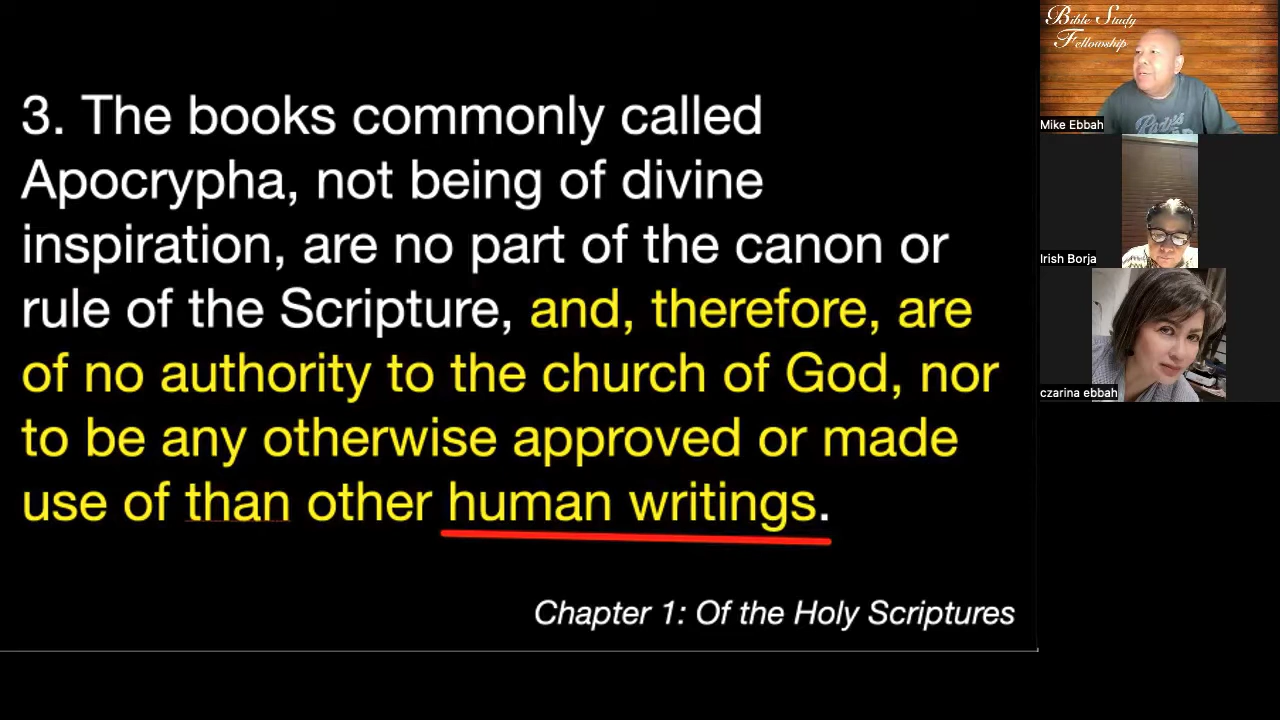 3. The books commonly called
Apocrypha, not being of divine
inspiration, are no part of the canon or
rule of the Scripture, and, therefore, are
of no authority to the church of God, nor
to be any otherwise approved or made
use of than other human writings.
Chapter 1: Of the Holy Scriptures
Bible Study
Fellowship
Mike Ebbah
Irish Borja
czarina ebbah